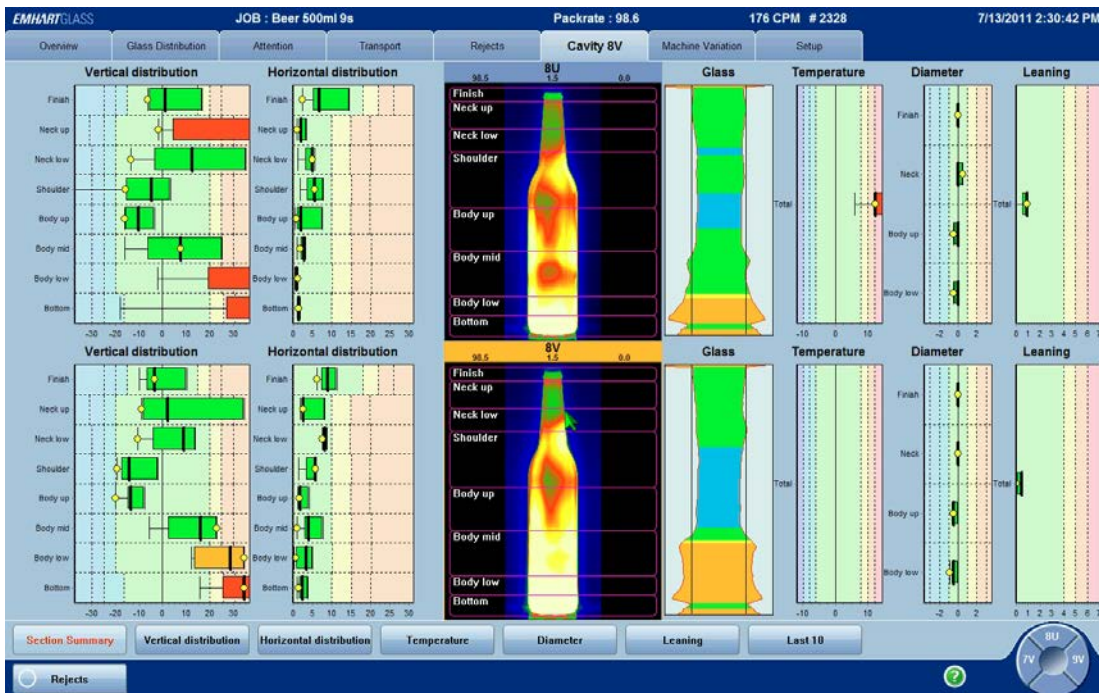 EMHARTGLASS JOB : Beer 500ml 9s Packrate : 98.6 176 CPM # 2328 7/13/2011 2:30:42 PM
Overview Glass Distribution Attention Transport Rejects Cavity 8V Machine Variation Setup
Vertical distribution Horizontal distribution 8U Glass Temperature Diameter Leaning
98.5 1.5 0.0
Finish Finish Finish Finish
Neck up Neck up Neck up
Neck low Neck low Neck low Neck
Shoulder Shoulder Shoulder
Total Total
Body up Body up Body up Body up
Body mid Body mid Body mid
Body low Body low Body low Body low
Bottom Bottom Bottom
-30 -20 -10 0 10 20 30 0 5 10 15 20 25 30 -10 0 10 -2 0 2 0 1 2 3 4 5 6 7
Vertical distribution Horizontal distribution 8V Glass Temperature Diameter Leaning
98.5 1.5 0.0
Finish Finish Finish Finish
Neck up Neck up Neck up
Neck low Neck low Neck low Neck
Shoulder Shoulder Shoulder
Total Total
Body up Body up Body up Body up
Body mid Body mid Body mid
Body low Body low Body low Body low
Bottom Bottom Bottom
-30 -20 -10 0 10 20 30 0 5 10 15 20 25 30 -10 0 10 -2 0 2 0 1 2 3 4 5 6 7
Section Summary Vertical distribution Horizontal distribution Temperature Diameter Leaning Last 10
8U
7V 9V
Rejects ?